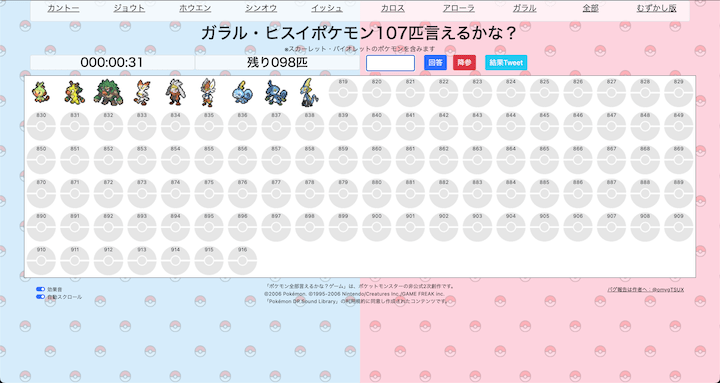 カントー ジョウト ホウエン シンオウ イッシュ カロス アローラ ガラル 全部 むずかし版
ガラル・ヒスイポケモン107匹言えるかな？
※スカーレット・バイオレットのポケモンを含みます
000:00:31 残り098匹 回答 降参 結果Tweet
819 820 821 822 823 824 825 826 827 828 829
830 831 832 833 834 835 836 837 838 839 840 841 842 843 844 845 846 847 848 849
850 851 852 853 854 855 856 857 858 859 860 861 862 863 864 865 866 867 868 869
870 871 872 873 874 875 876 877 878 879 880 881 882 883 884 885 886 887 888 889
890 891 892 893 894 895 896 897 898 899 900 901 902 903 904 905 906 907 908 909
910 911 912 913 914 915 916
効果音
自動スクロール
「ポケモン全部言えるかな？ゲーム」は、ポケットモンスターの非公式2次創作です。
©2006 Pokémon. ©1995-2006 Nintendo/Creatures inc./GAME FREAK inc.
「Pokémon DP Sound Library」の利用規約に同意し作成されたコンテンツです。
バグ報告は作者へ：@omygTSUX